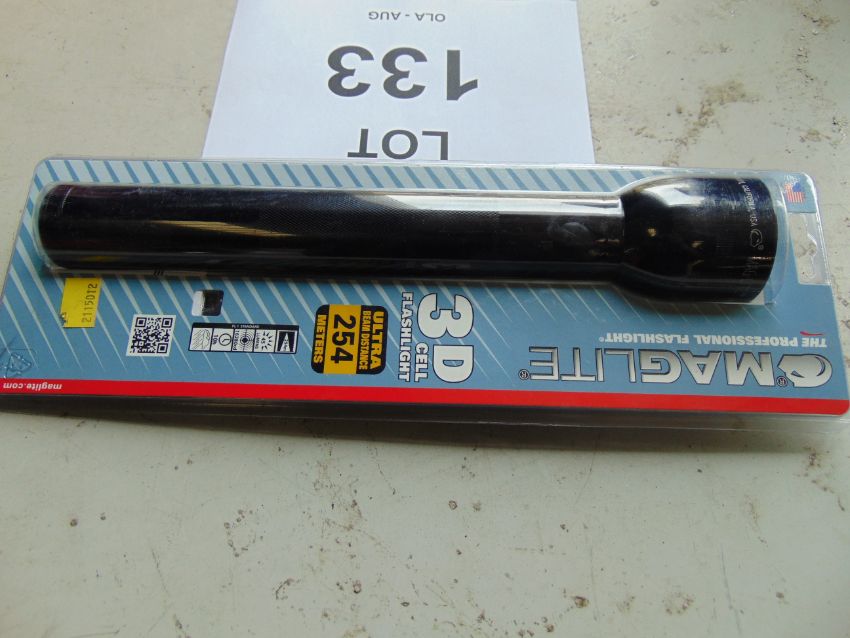 LOT
133
OLA - AUG
MAGLITE®
THE PROFESSIONAL FLASHLIGHT®
3D
CELL
FLASHLIGHT
ULTRA
BEAM DISTANCE
254
METERS
maglite.com
2115012